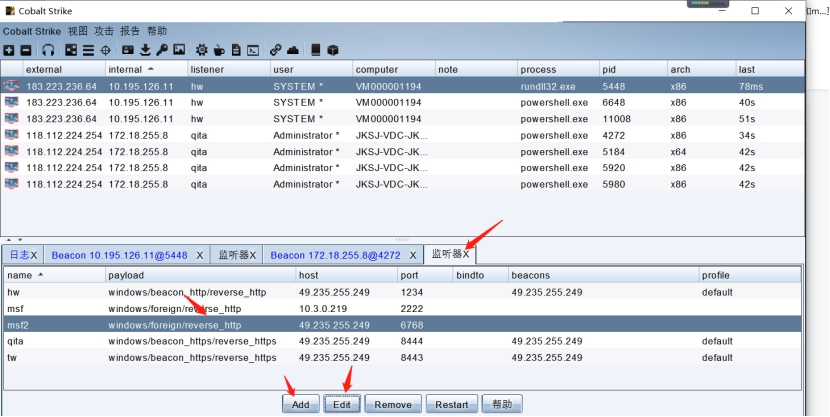 Cobalt Strike
Cobalt Strike 视图 攻击 报告 帮助
external internal listener user computer note process pid arch last
183.223.236.64 10.195.126.11 hw SYSTEM * VM000001194 rundll32.exe 5448 x86 78ms
183.223.236.64 10.195.126.11 hw SYSTEM * VM000001194 powershell.exe 6648 x86 40s
183.223.236.64 10.195.126.11 hw SYSTEM * VM000001194 powershell.exe 11008 x86 51s
118.112.224.254 172.18.255.8 qita Administrator * JKSJ-VDC-JK... powershell.exe 4272 x86 34s
118.112.224.254 172.18.255.8 qita Administrator * JKSJ-VDC-JK... powershell.exe 5184 x64 42s
118.112.224.254 172.18.255.8 qita Administrator * JKSJ-VDC-JK... powershell.exe 5920 x86 42s
118.112.224.254 172.18.255.8 qita Administrator * JKSJ-VDC-JK... powershell.exe 5980 x86 42s
日志X Beacon 10.195.126.11@5448 X 监听器X Beacon 172.18.255.8@4272 X 监听器X
name payload host port bindto beacons profile
hw windows/beacon_http/reverse_http 49.235.255.249 1234 49.235.255.249 default
msf windows/foreign/reverse_http 10.3.0.219 2222
msf2 windows/foreign/reverse_http 49.235.255.249 6768
qita windows/beacon_https/reverse_https 49.235.255.249 8444 49.235.255.249 default
tw windows/beacon_https/reverse_https 49.235.255.249 8443 49.235.255.249 default
Add Edit Remove Restart 帮助